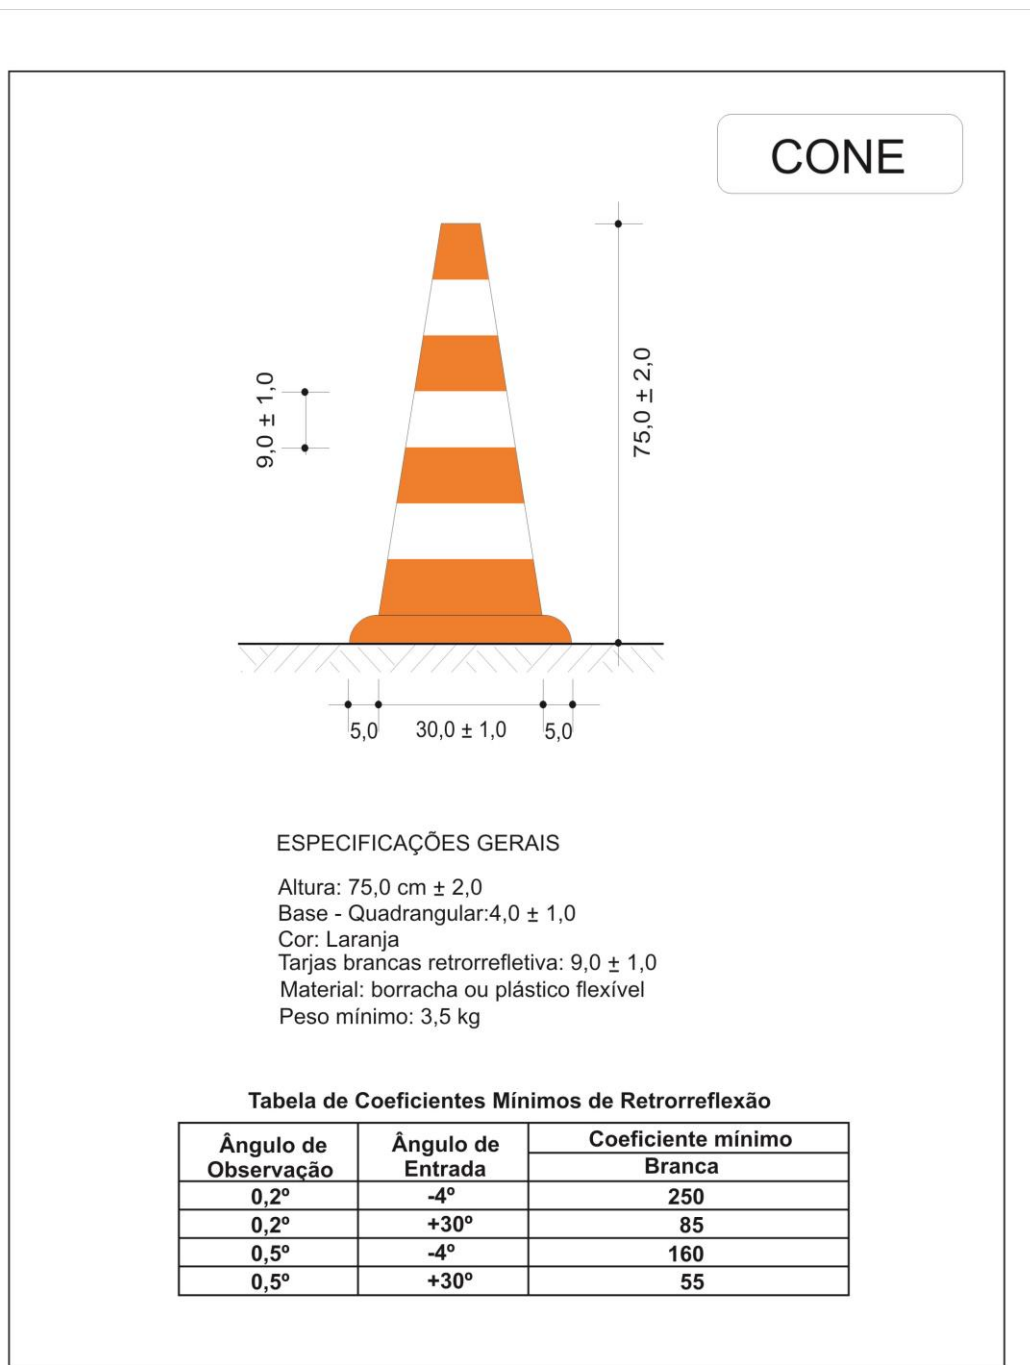 CONE
9,0 ± 1,0
75,0 ± 2,0
5,0 30,0 ± 1,0 5,0
ESPECIFICAÇÕES GERAIS
Altura: 75,0 cm ± 2,0
Base - Quadrangular:4,0 ± 1,0
Cor: Laranja
Tarjas brancas retrorrefletiva: 9,0 ± 1,0
Material: borracha ou plástico flexível
Peso mínimo: 3,5 kg
Tabela de Coeficientes Mínimos de Retrorreflexão
Ângulo de Observação Ângulo de Entrada Coeficiente mínimo
Branca
0,2º -4º 250
0,2º +30º 85
0,5º -4º 160
0,5º +30º 55